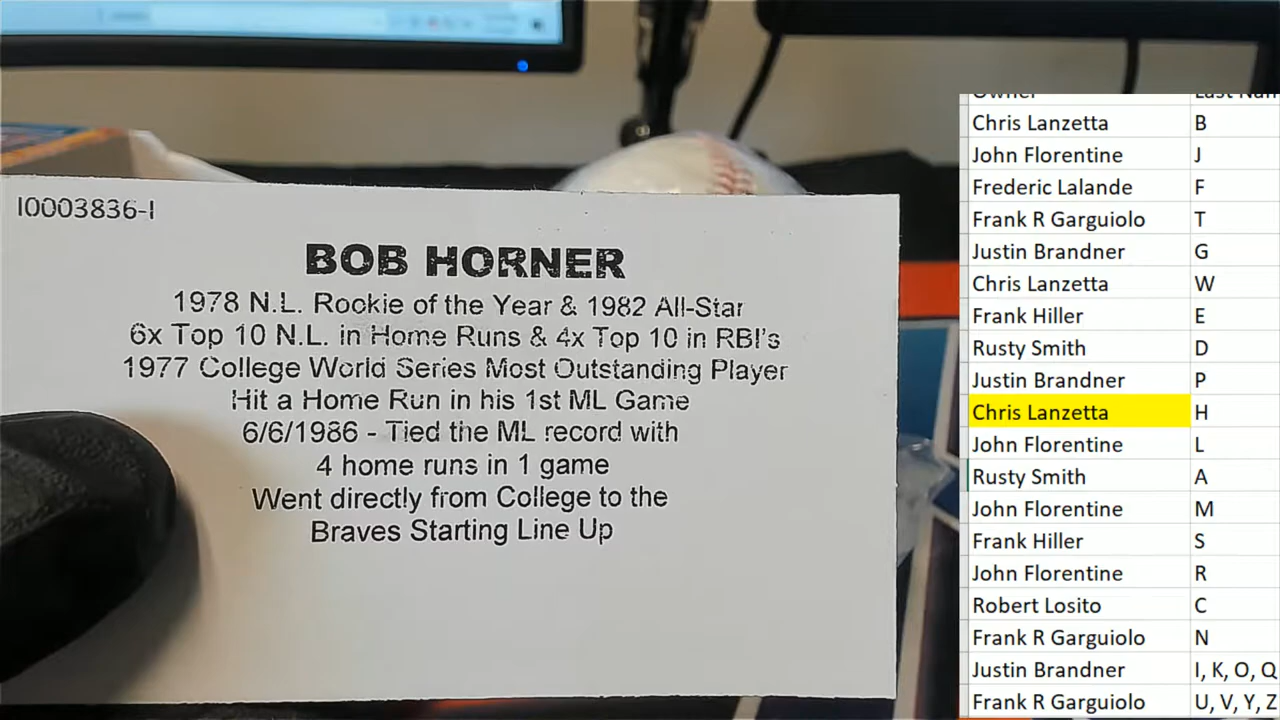 I0003836-I
BOB HORNER
1978 N.L. Rookie of the Year & 1982 All-Star
6x Top 10 N.L. in Home Runs & 4x Top 10 in RBI's
1977 College World Series Most Outstanding Player
Hit a Home Run in his 1st ML Game
6/6/1986 - Tied the ML record with
4 home runs in 1 game
Went directly from College to the
Braves Starting Line Up
Chris Lanzetta B
John Florentine J
Frederic Lalande F
Frank R Garguiolo T
Justin Brandner G
Chris Lanzetta W
Frank Hiller E
Rusty Smith D
Justin Brandner P
Chris Lanzetta H
John Florentine L
Rusty Smith A
John Florentine M
Frank Hiller S
John Florentine R
Robert Losito C
Frank R Garguiolo N
Justin Brandner I, K, O, Q
Frank R Garguiolo U, V, Y, Z